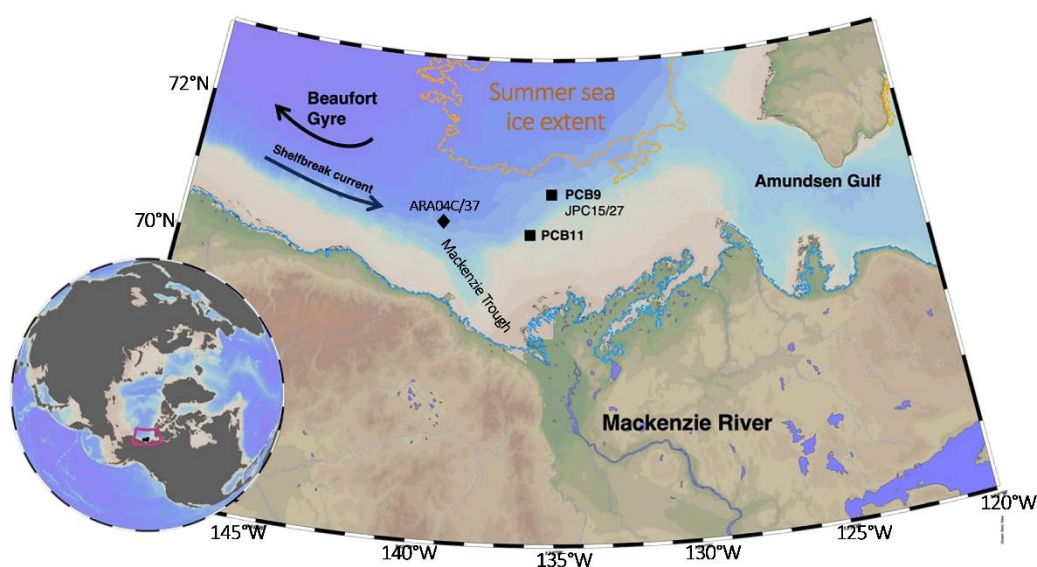 72°N
Beaufort
Gyre
Summer sea
ice extent
Shelfbreak current
Amundsen Gulf
PCB9
JPC15/27
ARA04C/37
70°N
PCB11
Mackenzie Trough
Mackenzie River
120°W
145°W
140°W
135°W
130°W
125°W